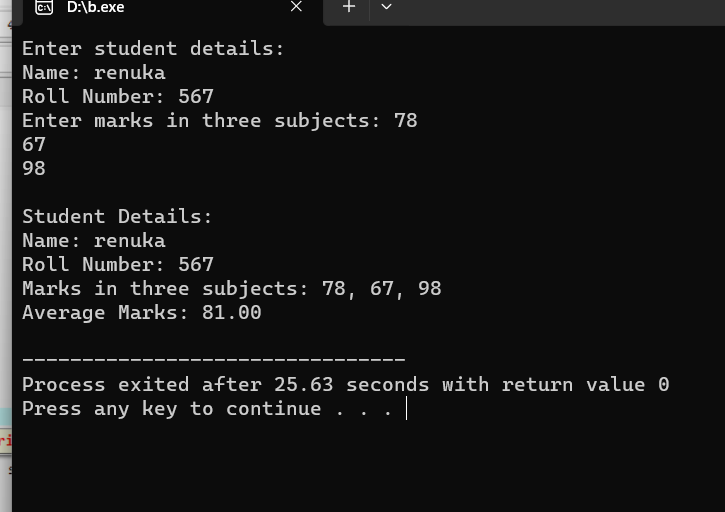 D:\b.exe
Enter student details:
Name: renuka
Roll Number: 567
Enter marks in three subjects: 78
67
98
Student Details:
Name: renuka
Roll Number: 567
Marks in three subjects: 78, 67, 98
Average Marks: 81.00
--------------------------------
Process exited after 25.63 seconds with return value 0
Press any key to continue . . .